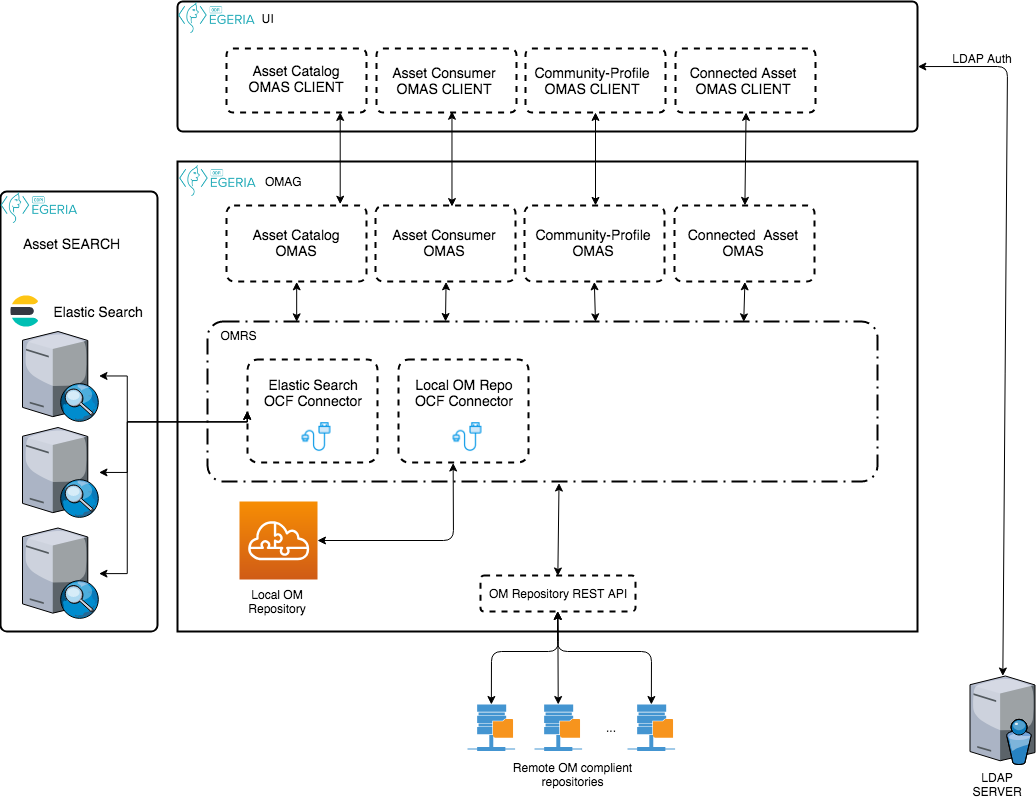 EGERIA UI
LDAP Auth
Asset Catalog
OMAS CLIENT
Asset Consumer
OMAS CLIENT
Community-Profile
OMAS CLIENT
Connected Asset
OMAS CLIENT
EGERIA OMAG
Asset Catalog
OMAS
Asset Consumer
OMAS
Community-Profile
OMAS
Connected Asset
OMAS
EGERIA
Asset SEARCH
Elastic Search
OMRS
Elastic Search
OCF Connector
Local OM Repo
OCF Connector
Local OM
Repository
OM Repository REST API
...
Remote OM complient
repositories
LDAP
SERVER